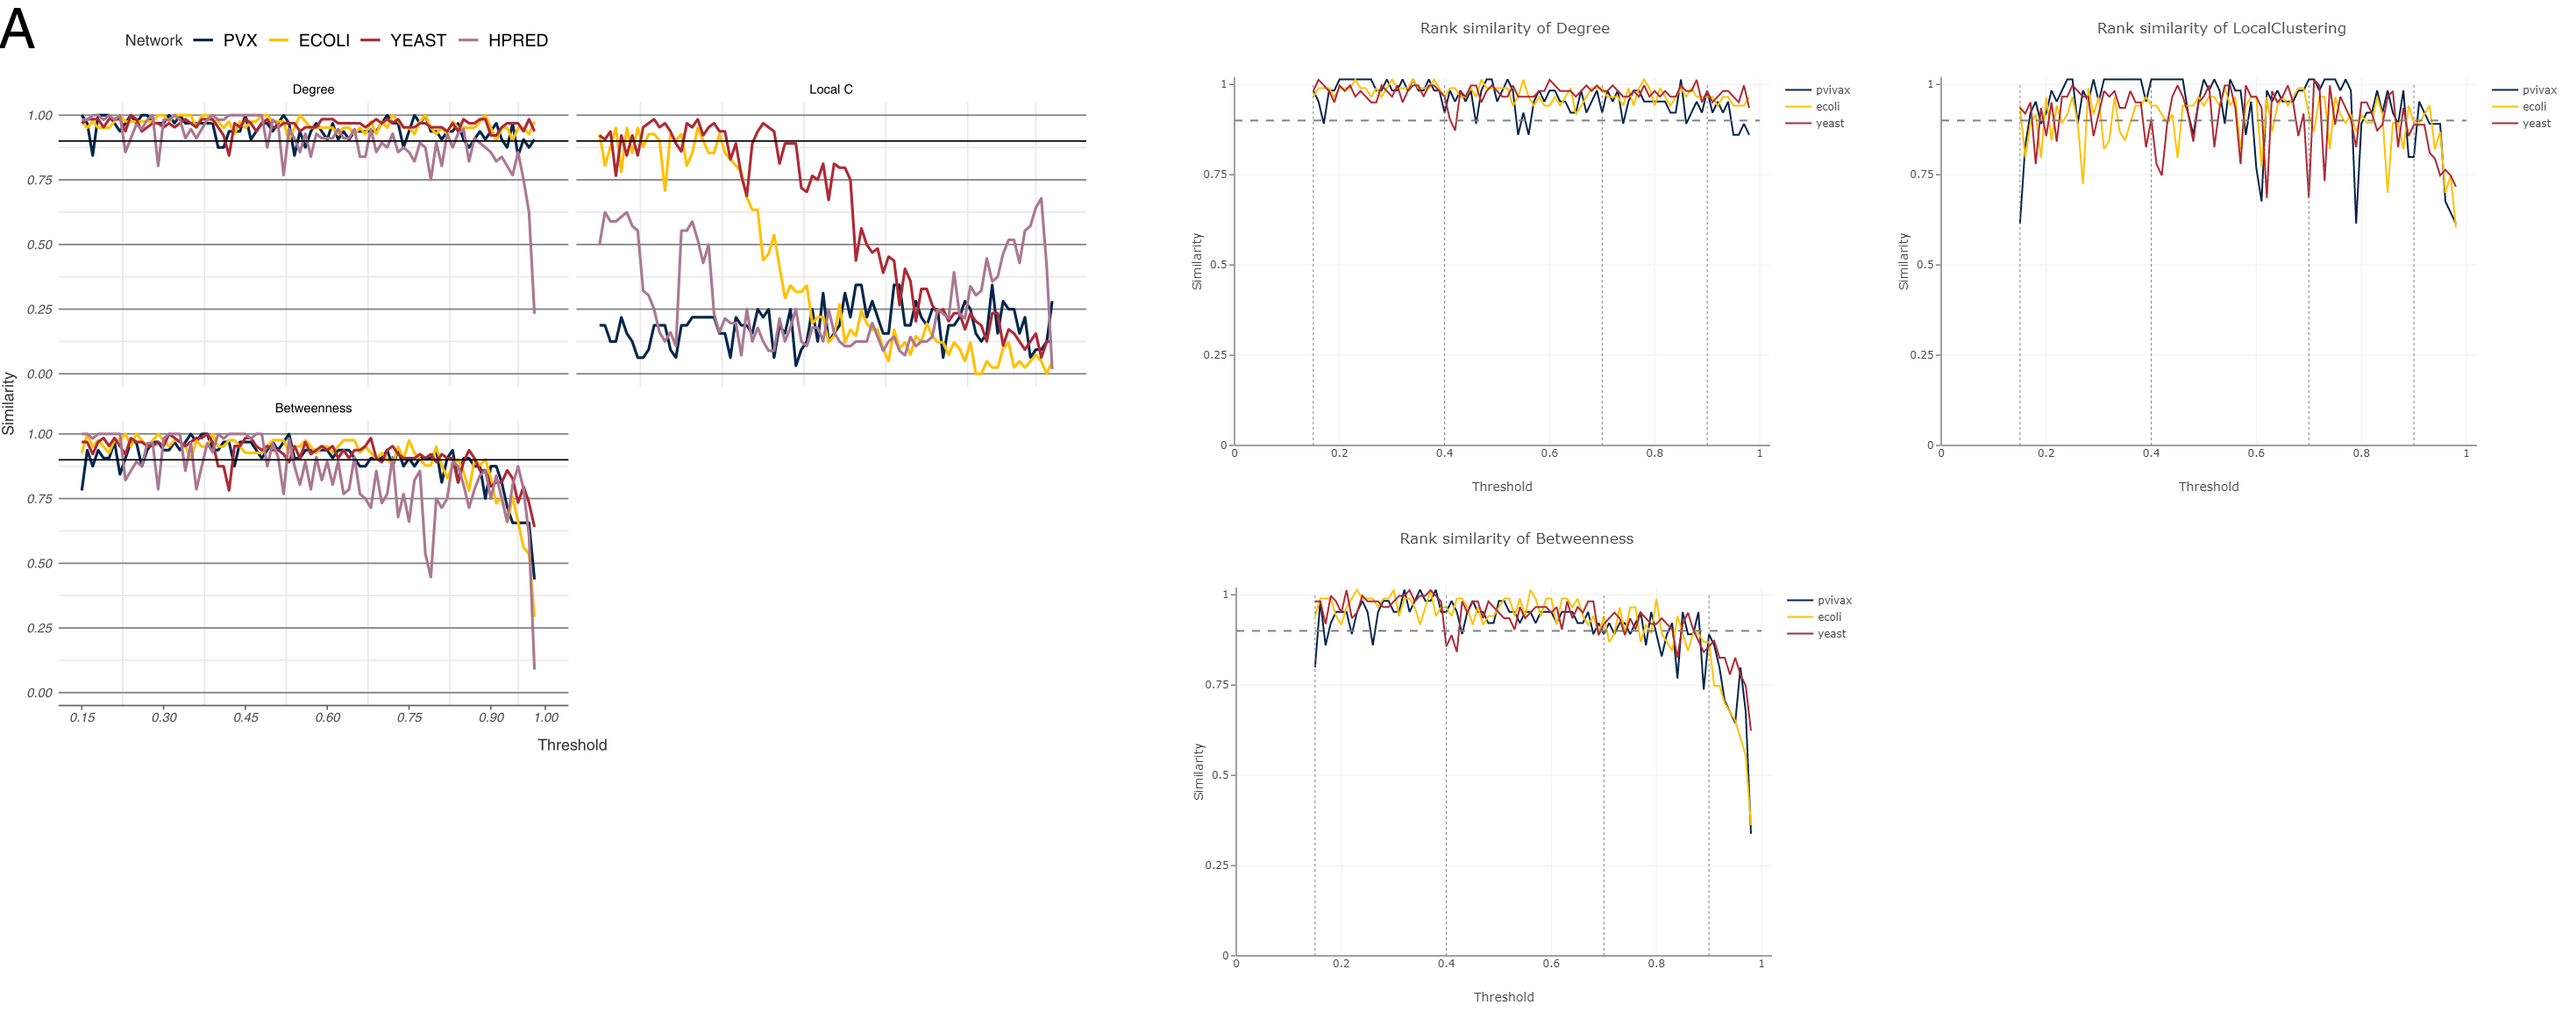 A
Network PVX ECOLI YEAST HPRED
Degree
Local C
1.00
0.75
0.50
0.25
0.00
Similarity
Betweenness
1.00
0.75
0.50
0.25
0.00
0.15 0.30 0.45 0.60 0.75 0.90 1.00
Threshold
Rank similarity of Degree
1
0.75
0.5
0.25
0
Similarity
0 0.2 0.4 0.6 0.8 1
Threshold
pvivax
ecoli
yeast
Rank similarity of LocalClustering
1
0.75
0.5
0.25
0
Similarity
0 0.2 0.4 0.6 0.8 1
Threshold
pvivax
ecoli
yeast
Rank similarity of Betweenness
1
0.75
0.5
0.25
0
Similarity
0 0.2 0.4 0.6 0.8 1
Threshold
pvivax
ecoli
yeast